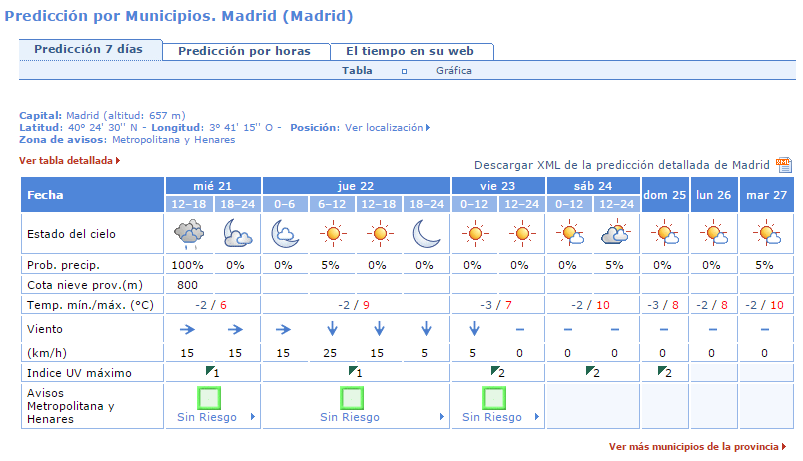 Predicción por Municipios. Madrid (Madrid)
Predicción 7 días Predicción por horas El tiempo en su web
Tabla Gráfica
Capital: Madrid (altitud: 657 m)
Latitud: 40° 24' 30'' N - Longitud: 3° 41' 15'' O - Posición: Ver localización
Zona de avisos: Metropolitana y Henares
Ver tabla detallada
Descargar XML de la predicción detallada de Madrid XML
Fecha mié 21 jue 22 vie 23 sáb 24 dom 25 lun 26 mar 27
12–18 18–24 0–6 6–12 12–18 18–24 0–12 12–24 0–12 12–24
Estado del cielo
Prob. precip. 100% 0% 0% 5% 0% 0% 0% 0% 0% 5% 0% 0% 5%
Cota nieve prov.(m) 800
Temp. mín./máx. (°C) -2 / 6 -2 / 9 -3 / 7 -2 / 10 -3 / 8 -2 / 8 -2 / 10
Viento
(km/h) 15 15 15 25 15 5 5 0 0 0 0 0 0
Indice UV máximo 1 1 2 2 2
Avisos
Metropolitana y
Henares
Sin Riesgo Sin Riesgo Sin Riesgo
Ver más municipios de la provincia